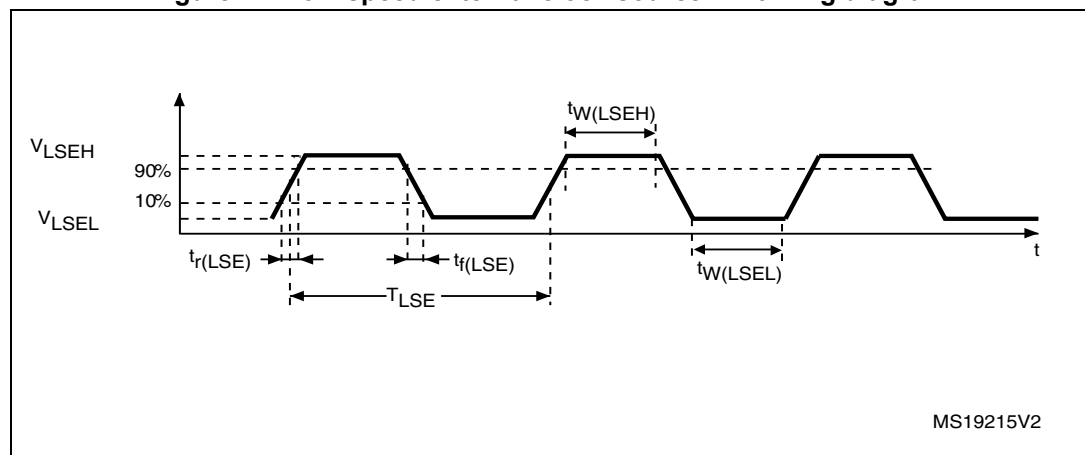 VLSEH
90%
10%
VLSEL
tW(LSEH)
tr(LSE)
tf(LSE)
TLSE
tW(LSEL)
t
MS19215V2